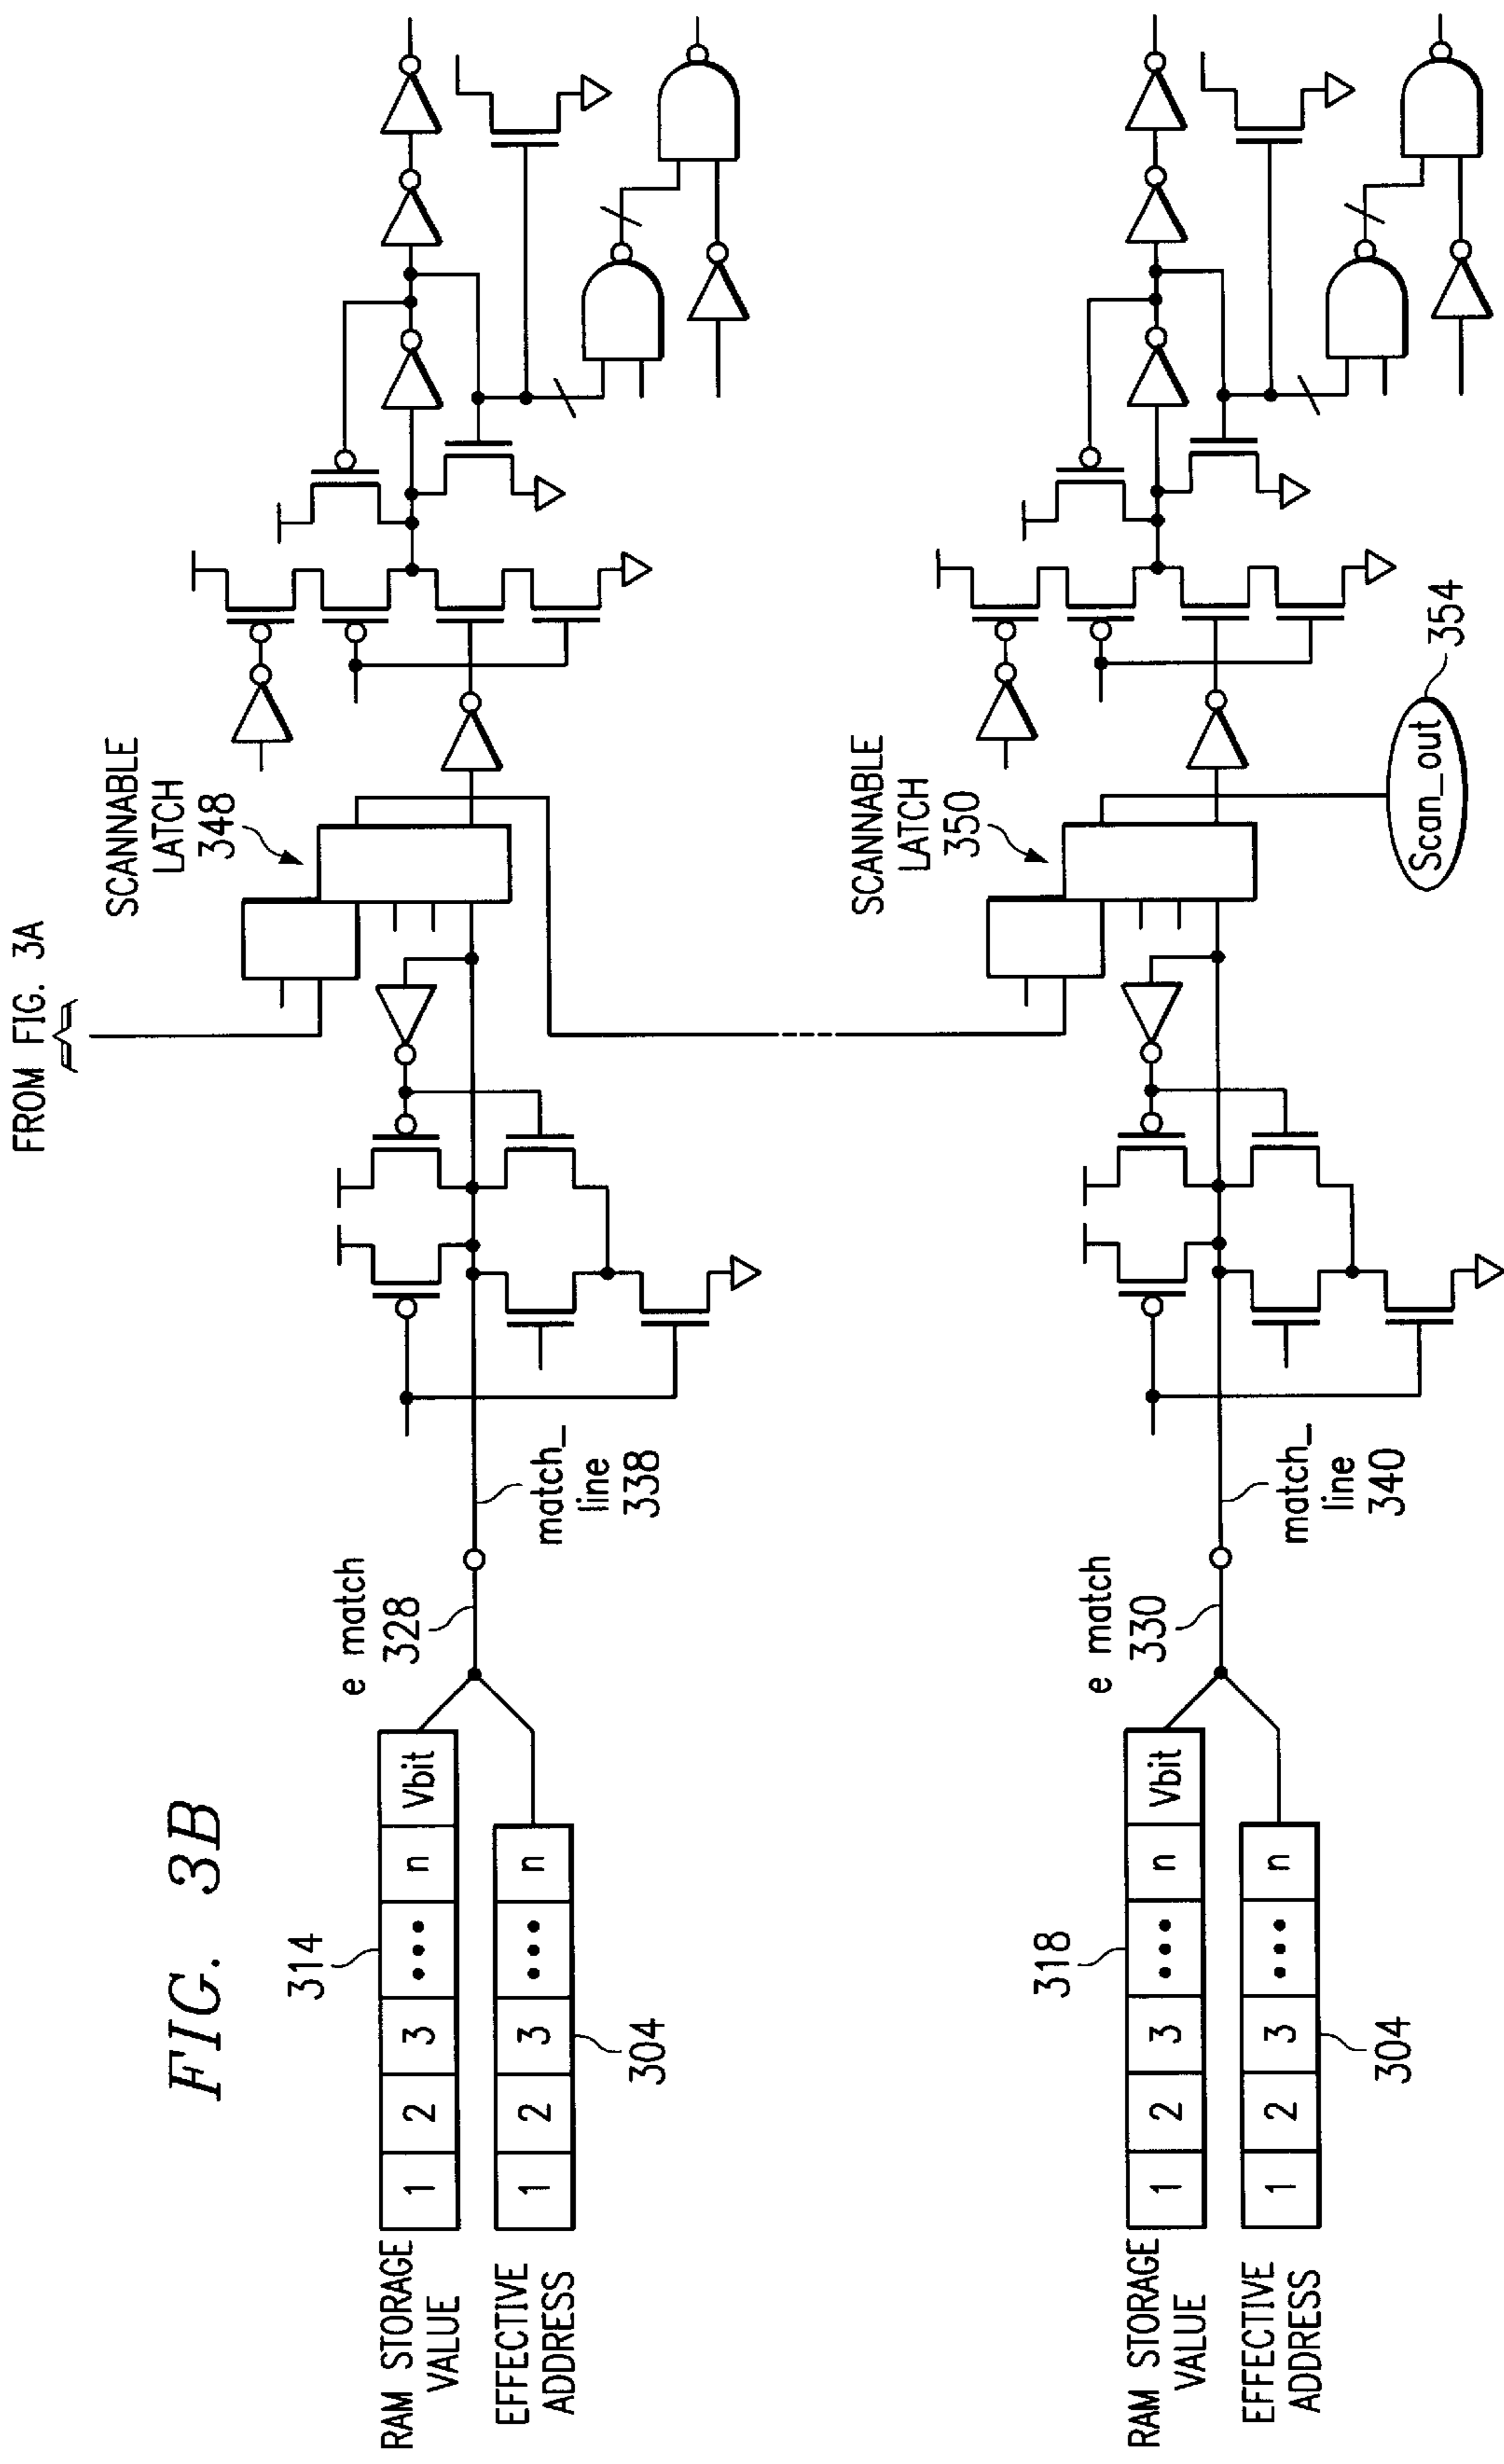 FIG. 3B
FROM FIG. 3A
RAM STORAGE
VALUE
1 2 3 ••• n Vbit
314
EFFECTIVE
ADDRESS
1 2 3 ••• n
304
e match
328
match_
line
338
SCANNABLE
LATCH
348
RAM STORAGE
VALUE
1 2 3 ••• n Vbit
318
EFFECTIVE
ADDRESS
1 2 3 ••• n
304
e match
330
match_
line
340
SCANNABLE
LATCH
350
Scan_out
354